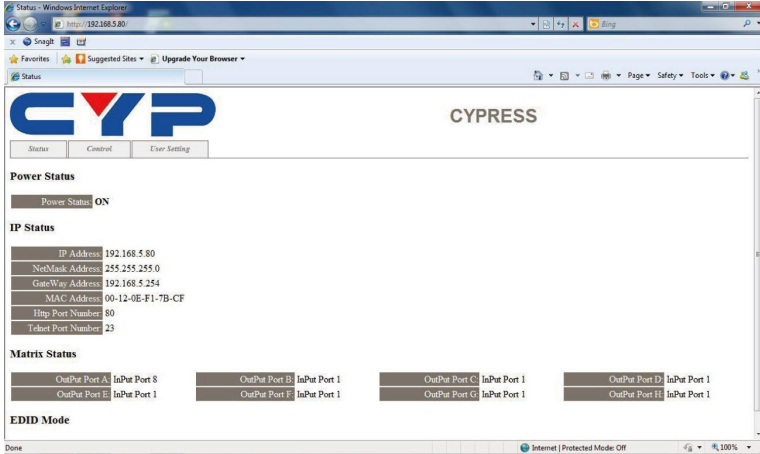 Status - Windows Internet Explorer
http://192.168.5.80/
Bing
x SnagIt
Favorites Suggested Sites Upgrade Your Browser
Status
Page Safety Tools
CYP
CYPRESS
Status Control User Setting
Power Status
Power Status: ON
IP Status
IP Address: 192.168.5.80
NetMask Address: 255.255.255.0
GateWay Address: 192.168.5.254
MAC Address: 00-12-0E-F1-7B-CF
Http Port Number: 80
Telnet Port Number: 23
Matrix Status
OutPut Port A: InPut Port 8 OutPut Port B: InPut Port 1 OutPut Port C: InPut Port 1 OutPut Port D: InPut Port 1
OutPut Port E: InPut Port 1 OutPut Port F: InPut Port 1 OutPut Port G: InPut Port 1 OutPut Port H: InPut Port 1
EDID Mode
Done Internet | Protected Mode: Off 100%